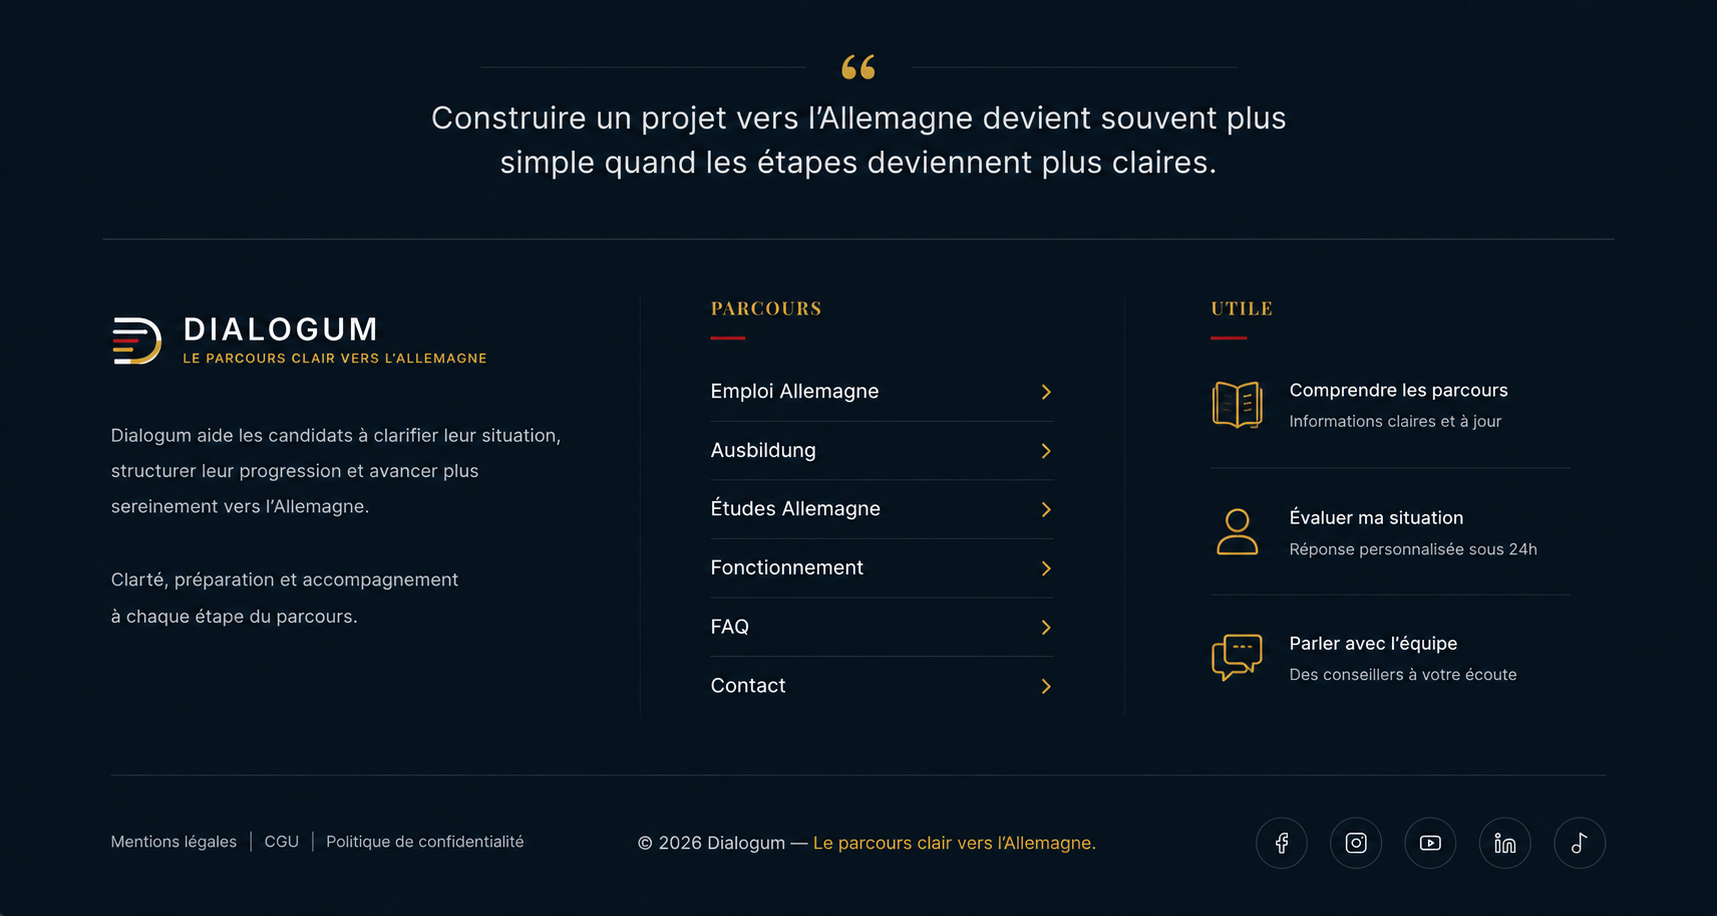 “
Construire un projet vers l’Allemagne devient souvent plus
simple quand les étapes deviennent plus claires.
DIALOGUM
LE PARCOURS CLAIR VERS L’ALLEMAGNE
Dialogum aide les candidats à clarifier leur situation,
structurer leur progression et avancer plus
sereinement vers l’Allemagne.
Clarté, préparation et accompagnement
à chaque étape du parcours.
PARCOURS
Emploi Allemagne
Ausbildung
Études Allemagne
Fonctionnement
FAQ
Contact
UTILE
Comprendre les parcours
Informations claires et à jour
Évaluer ma situation
Réponse personnalisée sous 24h
Parler avec l’équipe
Des conseillers à votre écoute
Mentions légales | CGU | Politique de confidentialité
© 2026 Dialogum — Le parcours clair vers l’Allemagne.